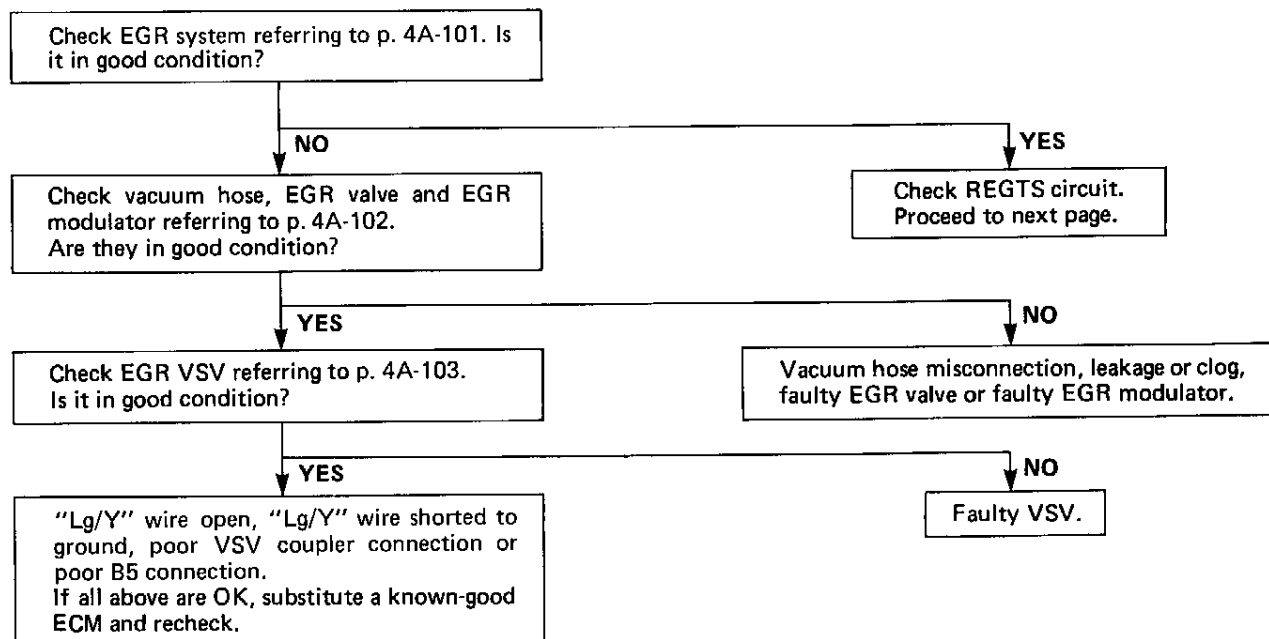 Check EGR system referring to p. 4A-101. Is
it in good condition?
NO
YES
Check vacuum hose, EGR valve and EGR
modulator referring to p. 4A-102.
Are they in good condition?
Check REGTS circuit.
Proceed to next page.
YES
NO
Check EGR VSV referring to p. 4A-103.
Is it in good condition?
Vacuum hose misconnection, leakage or clog,
faulty EGR valve or faulty EGR modulator.
YES
NO
"Lg/Y" wire open, "Lg/Y" wire shorted to
ground, poor VSV coupler connection or
poor B5 connection.
If all above are OK, substitute a known-good
ECM and recheck.
Faulty VSV.